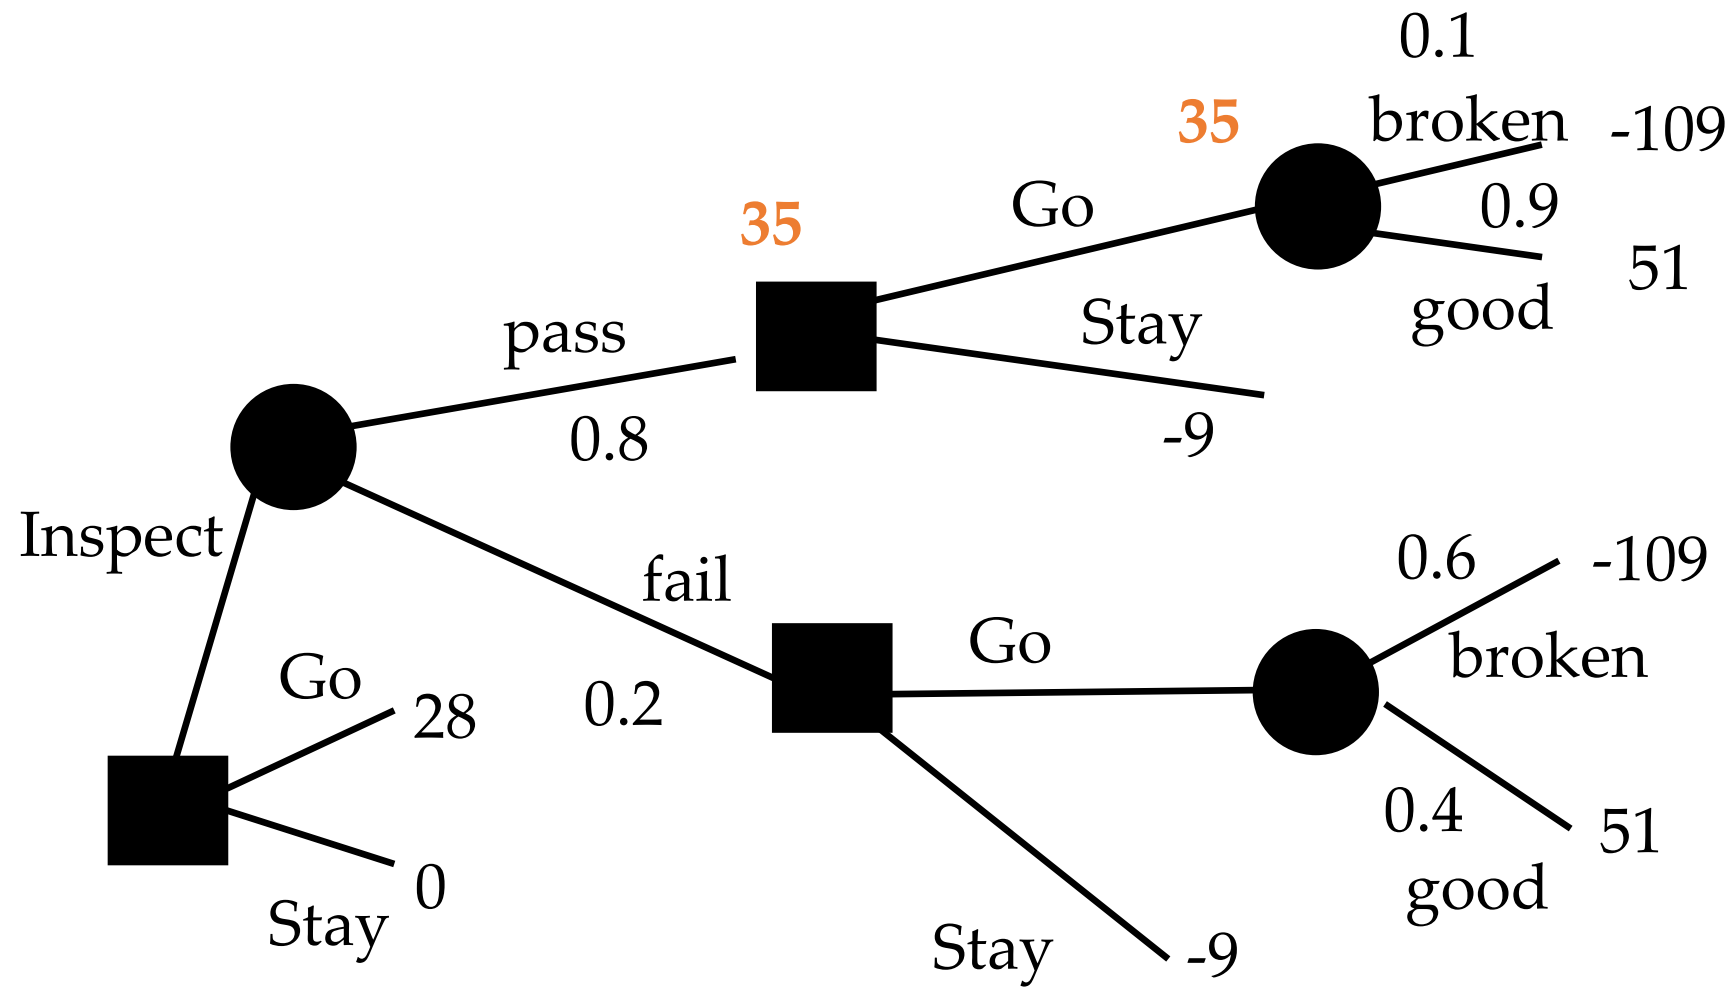 0.1
broken
-109
35
0.9
Go
35
51
good
Stay
pass
-9
0.8
Inspect
0.6
-109
fail
Go
broken
Go
28
0.2
0.4
51
good
0
Stay
Stay
-9